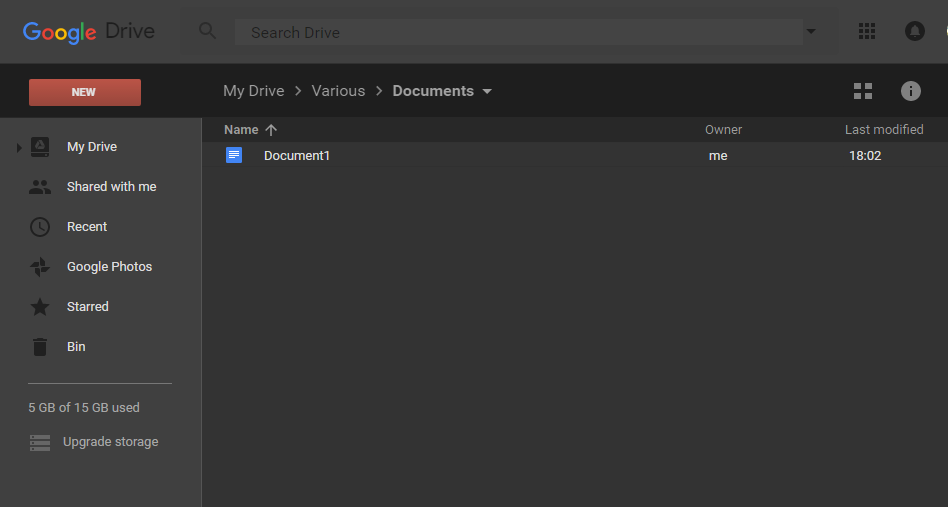 Google Drive
Search Drive
NEW
My Drive > Various > Documents
Name Owner Last modified
Document1 me 18:02
My Drive
Shared with me
Recent
Google Photos
Starred
Bin
5 GB of 15 GB used
Upgrade storage